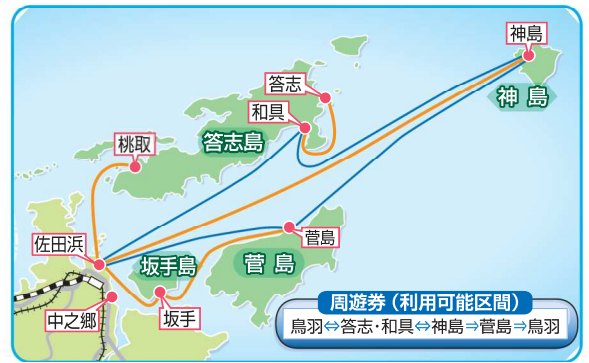 神島
神島
答志
和具
答志島
桃取
佐田浜
坂手島
菅島
菅島
中之郷
坂手
周遊券（利用可能区間）
鳥羽⇔答志・和具⇔神島⇒菅島⇒鳥羽